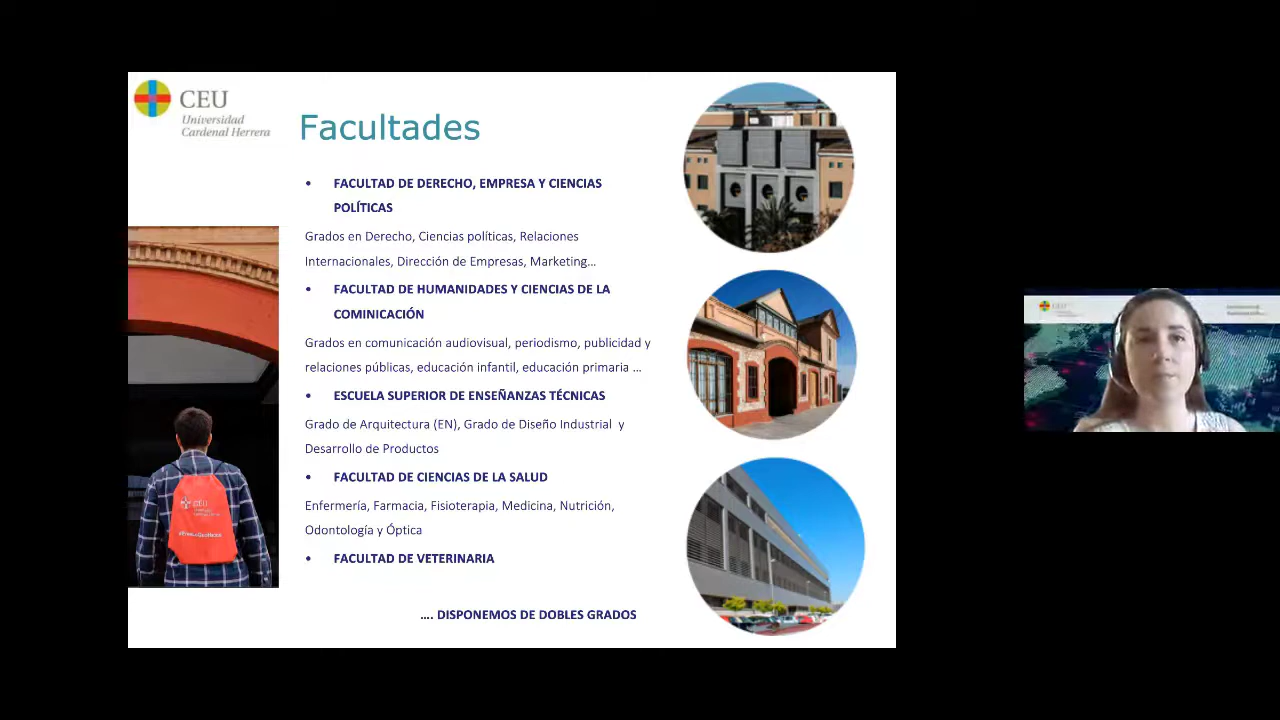 CEU
Universidad
Cardenal Herrera
Facultades
• FACULTAD DE DERECHO, EMPRESA Y CIENCIAS
POLÍTICAS
Grados en Derecho, Ciencias políticas, Relaciones
Internacionales, Dirección de Empresas, Marketing…
• FACULTAD DE HUMANIDADES Y CIENCIAS DE LA
COMINICACIÓN
Grados en comunicación audiovisual, periodismo, publicidad y
relaciones públicas, educación infantil, educación primaria …
• ESCUELA SUPERIOR DE ENSEÑANZAS TÉCNICAS
Grado de Arquitectura (EN), Grado de Diseño Industrial y
Desarrollo de Productos
• FACULTAD DE CIENCIAS DE LA SALUD
Enfermería, Farmacia, Fisioterapia, Medicina, Nutrición,
Odontología y Óptica
• FACULTAD DE VETERINARIA
…. DISPONEMOS DE DOBLES GRADOS
CEU
CEU